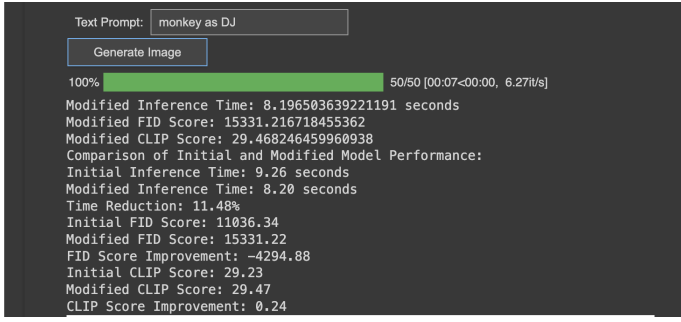 Text Prompt: monkey as DJ
Generate Image
100% 50/50 [00:07<00:00, 6.27it/s]
Modified Inference Time: 8.196503639221191 seconds
Modified FID Score: 15331.216718455362
Modified CLIP Score: 29.468246459960938
Comparison of Initial and Modified Model Performance:
Initial Inference Time: 9.26 seconds
Modified Inference Time: 8.20 seconds
Time Reduction: 11.48%
Initial FID Score: 11036.34
Modified FID Score: 15331.22
FID Score Improvement: -4294.88
Initial CLIP Score: 29.23
Modified CLIP Score: 29.47
CLIP Score Improvement: 0.24